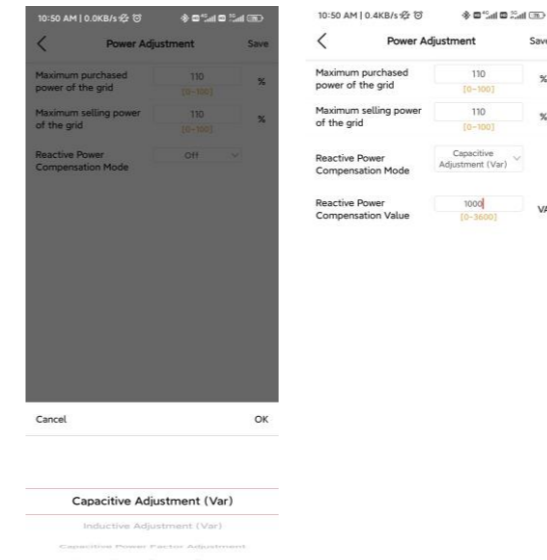 10:50 AM | 0.0KB/s
Power Adjustment Save
Maximum purchased power of the grid
110 %
[0-100]
Maximum selling power of the grid
110 %
[0-100]
Reactive Power Compensation Mode
Off
Cancel OK
Capacitive Adjustment (Var)
Inductive Adjustment (Var)
Capacitive Power Factor Adjustment
10:50 AM | 0.4KB/s
Power Adjustment Save
Maximum purchased power of the grid
110 %
[0-100]
Maximum selling power of the grid
110 %
[0-100]
Reactive Power Compensation Mode
Capacitive Adjustment (Var)
Reactive Power Compensation Value
1000
[0-3600]